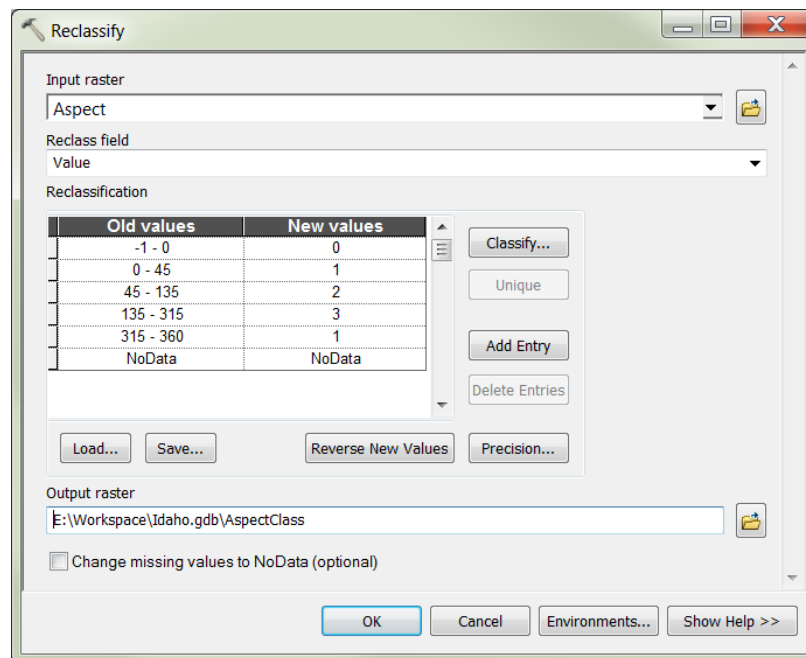 Reclassify
Input raster
Aspect
Reclass field
Value
Reclassification
Old values New values
-1 - 0 0
0 - 45 1
45 - 135 2
135 - 315 3
315 - 360 1
NoData NoData
Classify...
Unique
Add Entry
Delete Entries
Load... Save... Reverse New Values Precision...
Output raster
E:\Workspace\Idaho.gdb\AspectClass
Change missing values to NoData (optional)
OK Cancel Environments... Show Help >>